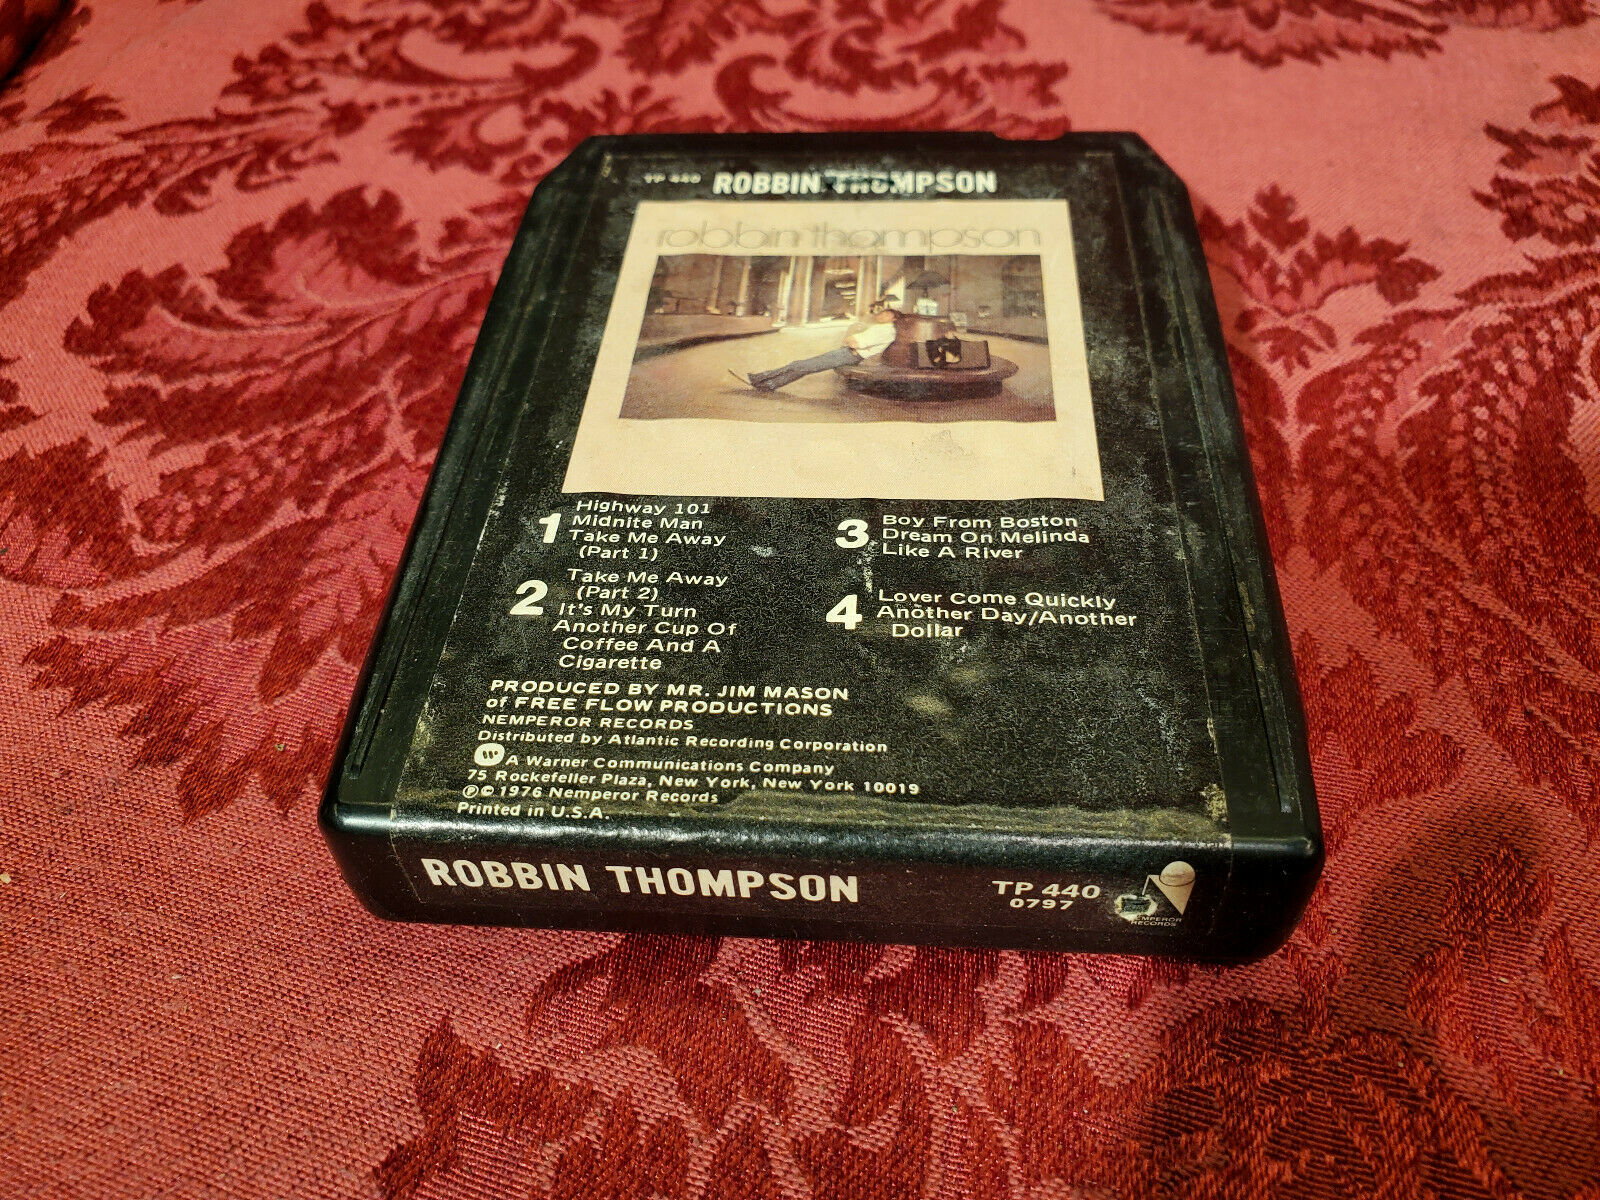 TP 440 ROBBIN THOMPSON
robbin thompson
1
Highway 101
Midnite Man
Take Me Away
(Part 1)
2
Take Me Away
(Part 2)
It's My Turn
Another Cup Of
Coffee And A
Cigarette
3
Boy From Boston
Dream On Melinda
Like A River
4
Lover Come Quickly
Another Day/Another
Dollar
PRODUCED BY MR. JIM MASON
of FREE FLOW PRODUCTIONS
NEMPEROR RECORDS
Distributed by Atlantic Recording Corporation
A Warner Communications Company
75 Rockefeller Plaza, New York, New York 10019
℗© 1976 Nemperor Records
Printed in U.S.A.
ROBBIN THOMPSON
TP 440
0797
NEMPEROR
RECORDS